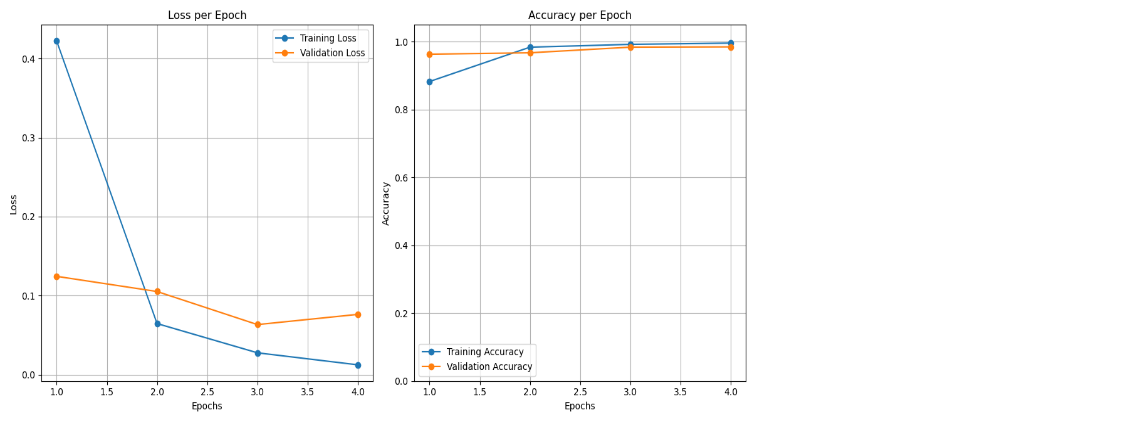 Loss per Epoch
Training Loss
Validation Loss
0.4
0.3
0.2
0.1
0.0
Loss
1.0 1.5 2.0 2.5 3.0 3.5 4.0
Epochs
Accuracy per Epoch
1.0
0.8
0.6
0.4
0.2
0.0
Accuracy
Training Accuracy
Validation Accuracy
1.0 1.5 2.0 2.5 3.0 3.5 4.0
Epochs